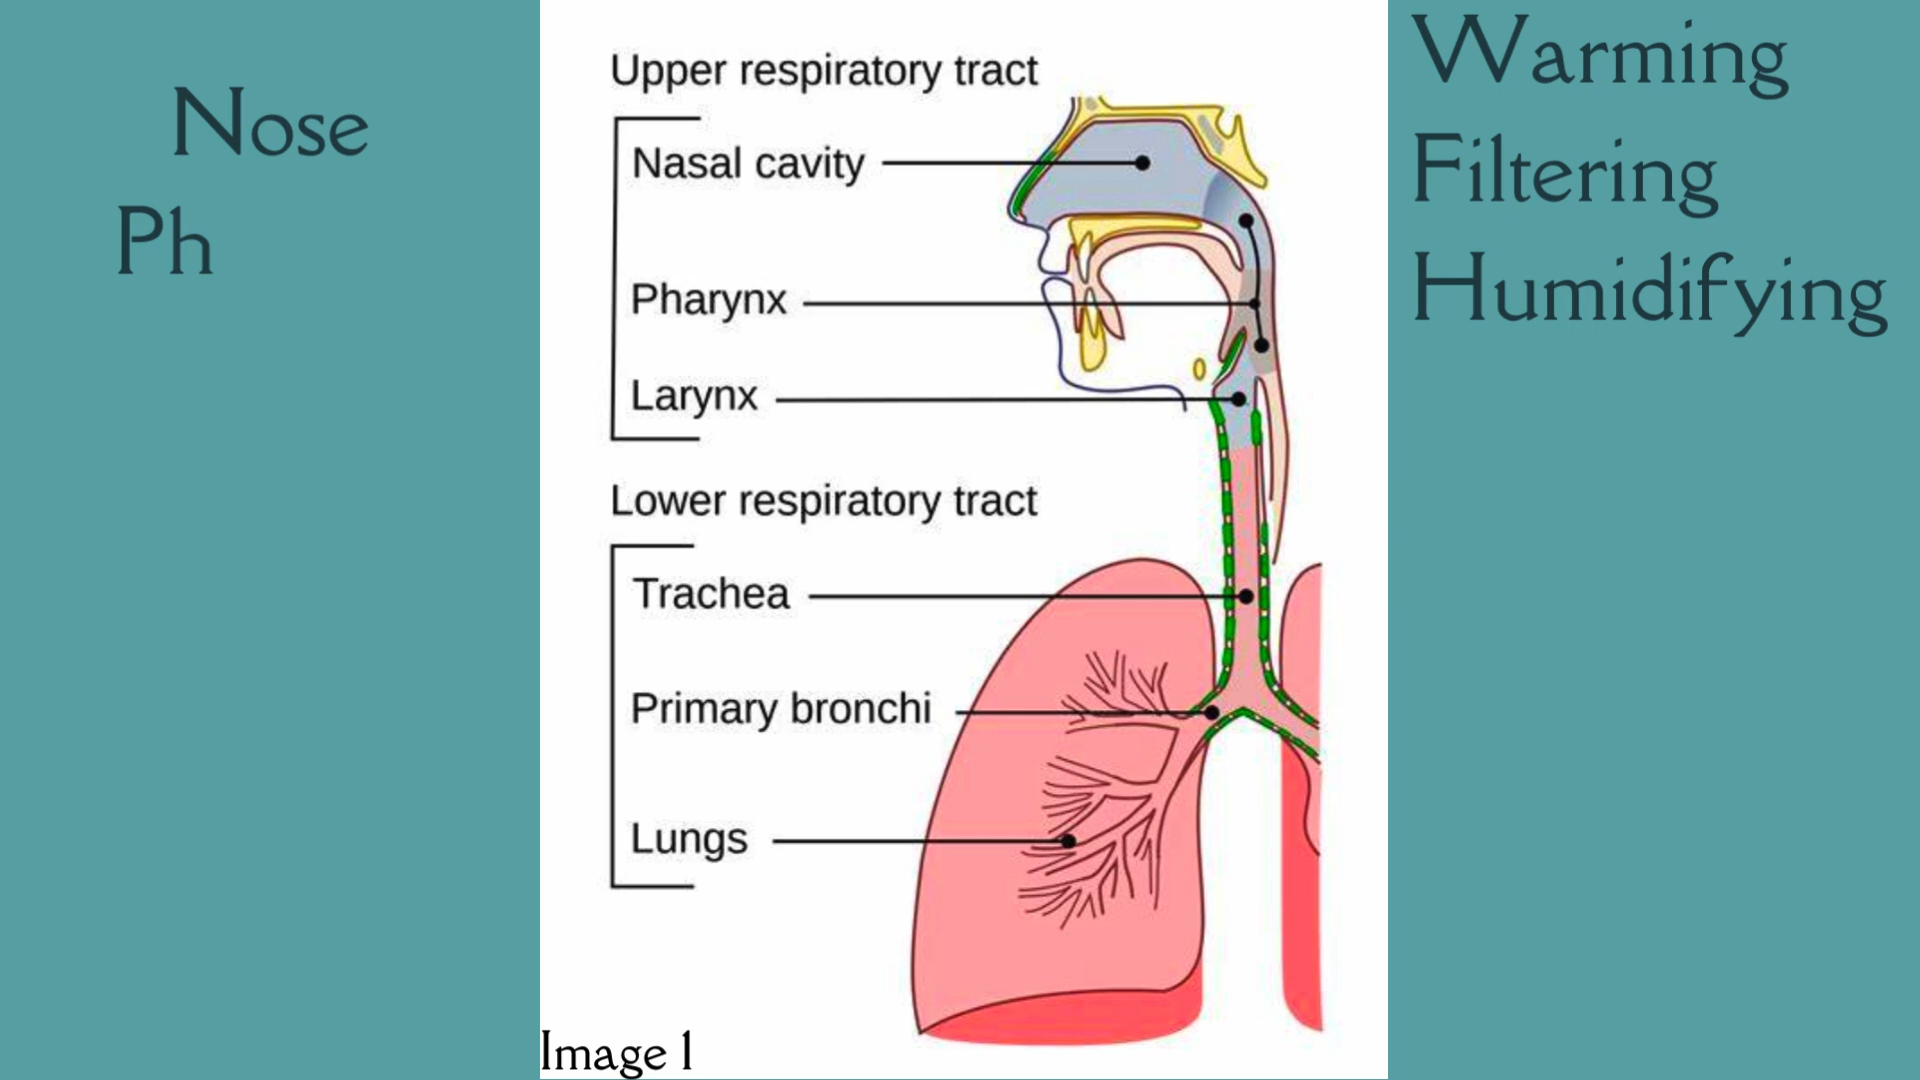 Nose
Ph
Upper respiratory tract
Nasal cavity
Pharynx
Larynx
Lower respiratory tract
Trachea
Primary bronchi
Lungs
Image 1
Warming
Filtering
Humidifying